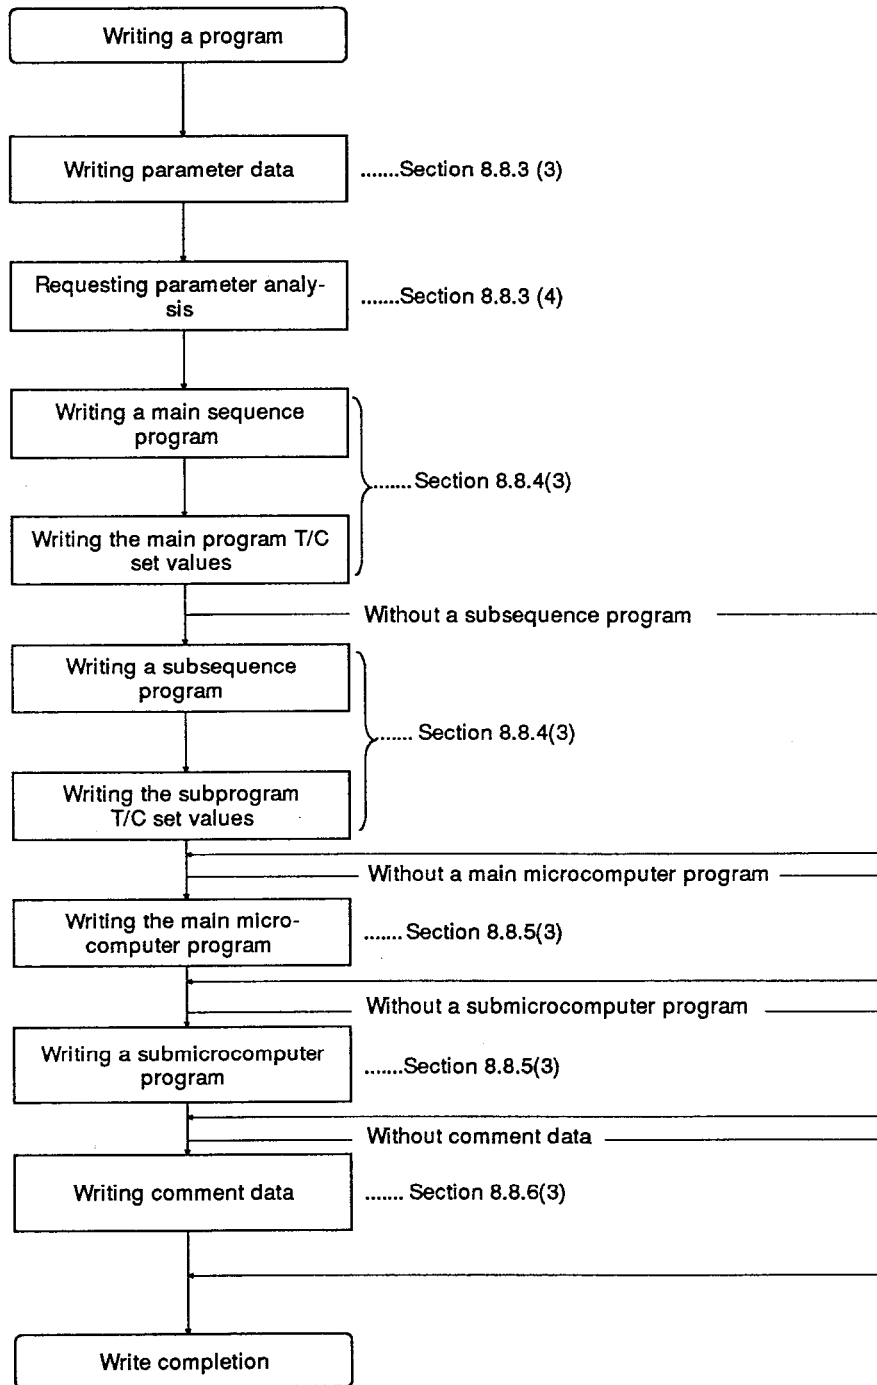 Writing a program
Writing parameter data
.......Section 8.8.3 (3)
Requesting parameter analy-
sis
.......Section 8.8.3 (4)
Writing a main sequence
program
....... Section 8.8.4(3)
Writing the main program T/C
set values
Without a subsequence program
Writing a subsequence
program
....... Section 8.8.4(3)
Writing the subprogram
T/C set values
Without a main microcomputer program
Writing the main micro-
computer program
....... Section 8.8.5(3)
Without a submicrocomputer program
Writing a submicrocomputer
program
.......Section 8.8.5(3)
Without comment data
Writing comment data
....... Section 8.8.6(3)
Write completion